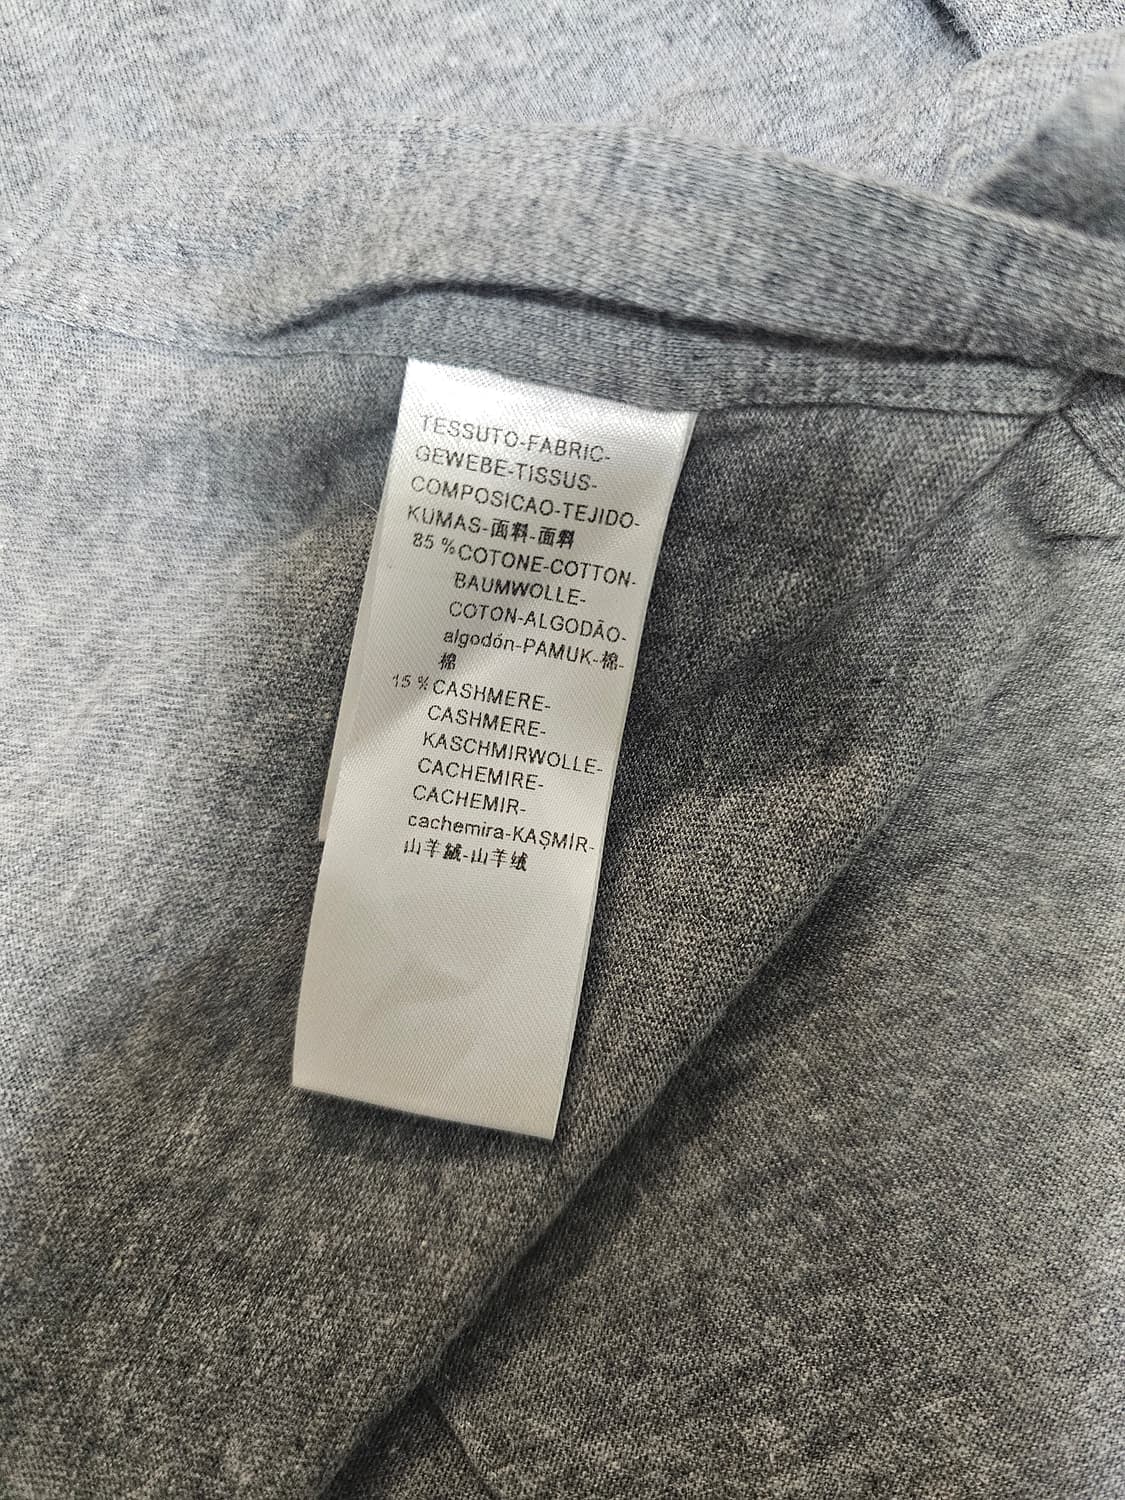 TESSUTO-FABRIC-
GEWEBE-TISSUS-
COMPOSICAO-TEJIDO-
KUMAS-面料-面料
85 % COTONE-COTTON-
BAUMWOLLE-
COTON-ALGODÃO-
algodón-PAMUK-棉-
棉
15 % CASHMERE-
CASHMERE-
KASCHMIRWOLLE-
CACHEMIRE-
CACHEMIR-
cachemira-KAŞMİR-
山羊絨-山羊绒